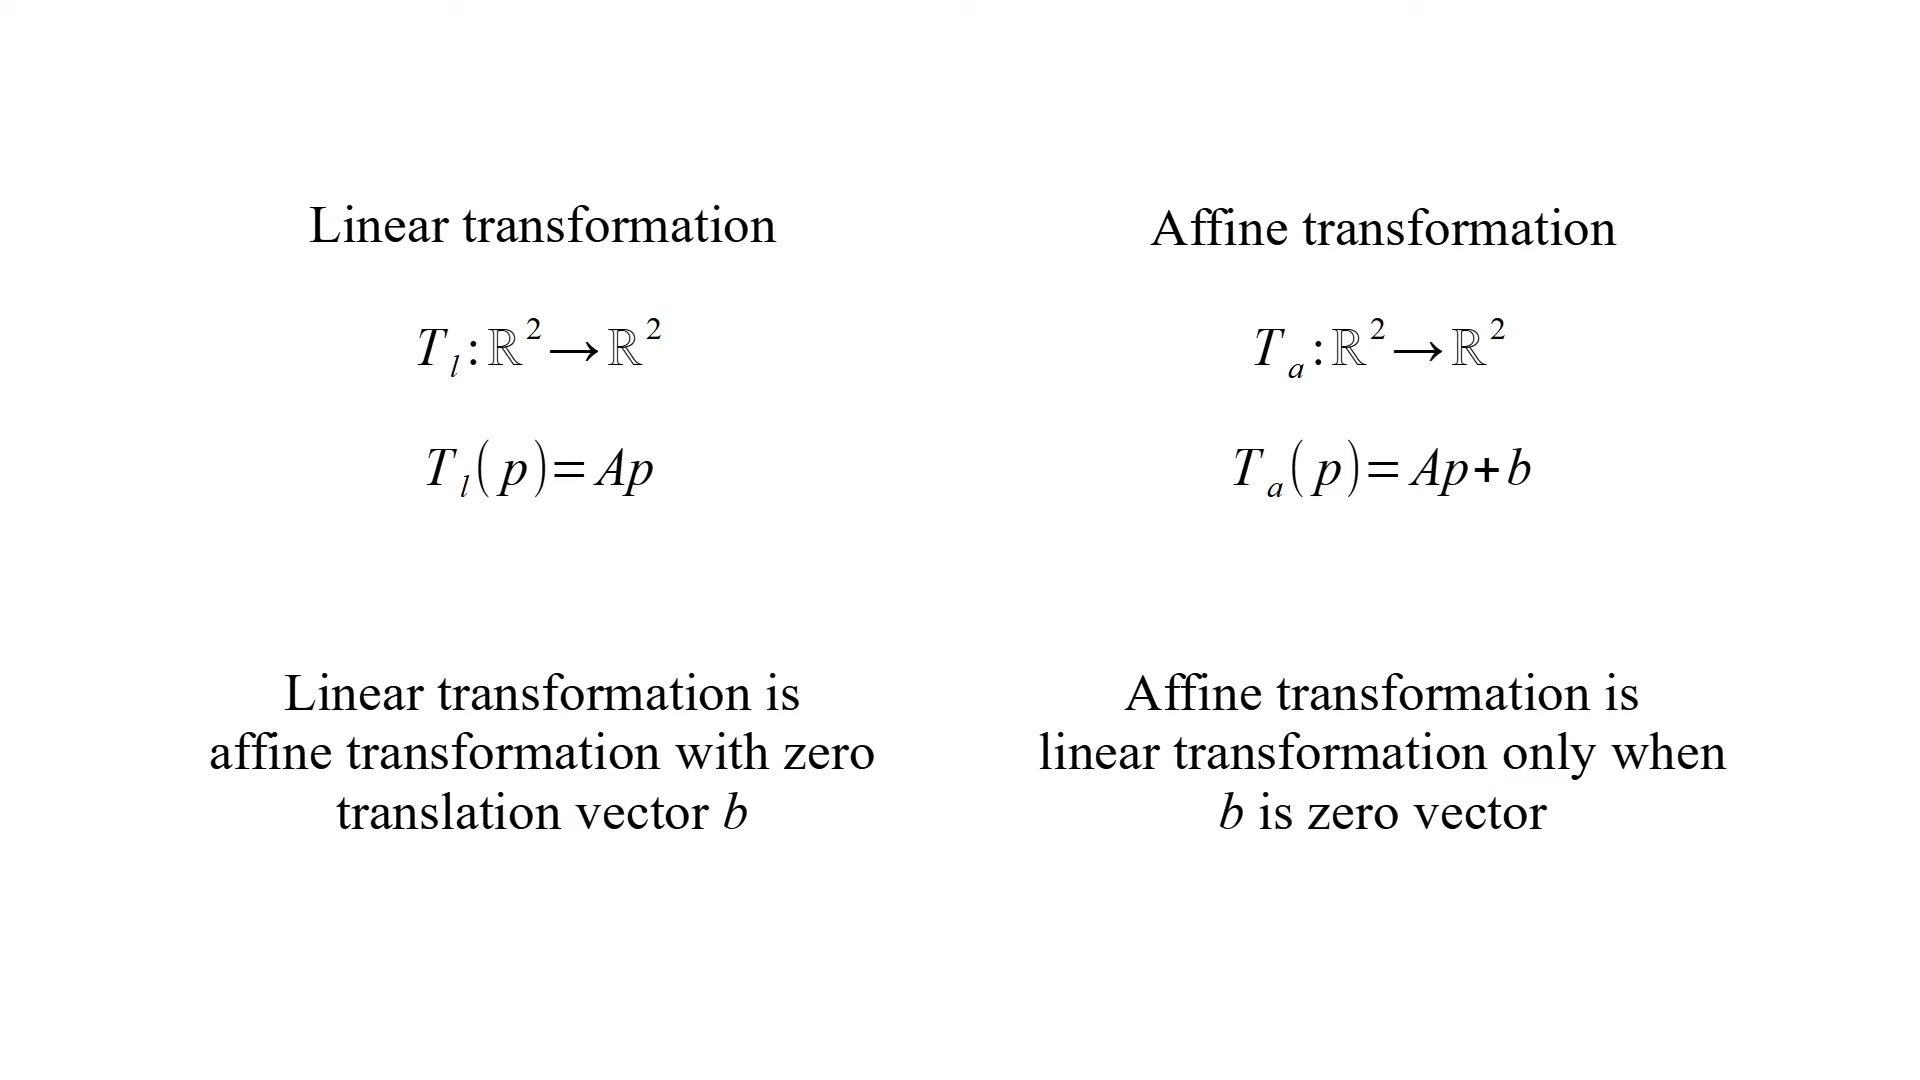 Linear transformation
T_l : ℝ² → ℝ²
T_l(p) = Ap
Linear transformation is
affine transformation with zero
translation vector b
Affine transformation
T_a : ℝ² → ℝ²
T_a(p) = Ap + b
Affine transformation is
linear transformation only when
b is zero vector